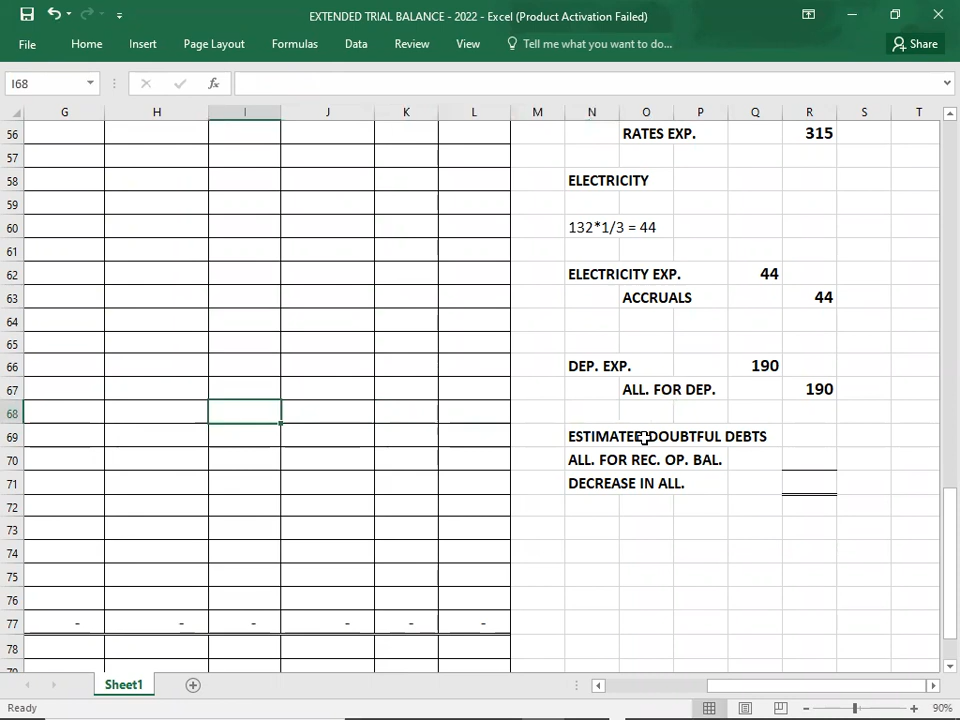 EXTENDED TRIAL BALANCE - 2022 - Excel (Product Activation Failed)
File Home Insert Page Layout Formulas Data Review View Tell me what you want to do... Share
I68 fx
G H I J K L M N O P Q R S T
56 RATES EXP. 315
57
58 ELECTRICITY
59
60 132*1/3 = 44
61
62 ELECTRICITY EXP. 44
63 ACCRUALS 44
64
65
66 DEP. EXP. 190
67 ALL. FOR DEP. 190
68
69 ESTIMATED DOUBTFUL DEBTS
70 ALL. FOR REC. OP. BAL.
71 DECREASE IN ALL.
72
73
74
75
76
77 - - - - - -
78
79
Sheet1
Ready 90%